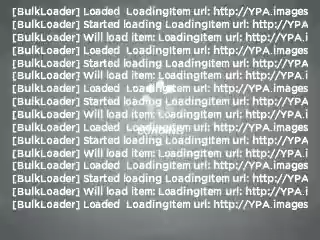 [BulkLoader] Loaded LoadingItem url: http://YPA.images
[BulkLoader] Started loading LoadingItem url: http://YPA
[BulkLoader] Will load item: LoadingItem url: http://YPA.i
[BulkLoader] Loaded LoadingItem url: http://YPA.images
[BulkLoader] Started loading LoadingItem url: http://YPA
[BulkLoader] Will load item: LoadingItem url: http://YPA.i
[BulkLoader] Loaded LoadingItem url: http://YPA.images
[BulkLoader] Started loading LoadingItem url: http://YPA
[BulkLoader] Will load item: LoadingItem url: http://YPA.i
[BulkLoader] Loaded LoadingItem url: http://YPA.images
[BulkLoader] Started loading LoadingItem url: http://YPA
[BulkLoader] Will load item: LoadingItem url: http://YPA.i
[BulkLoader] Loaded LoadingItem url: http://YPA.images
[BulkLoader] Started loading LoadingItem url: http://YPA
[BulkLoader] Will load item: LoadingItem url: http://YPA.i
[BulkLoader] Loaded LoadingItem url: http://YPA.images